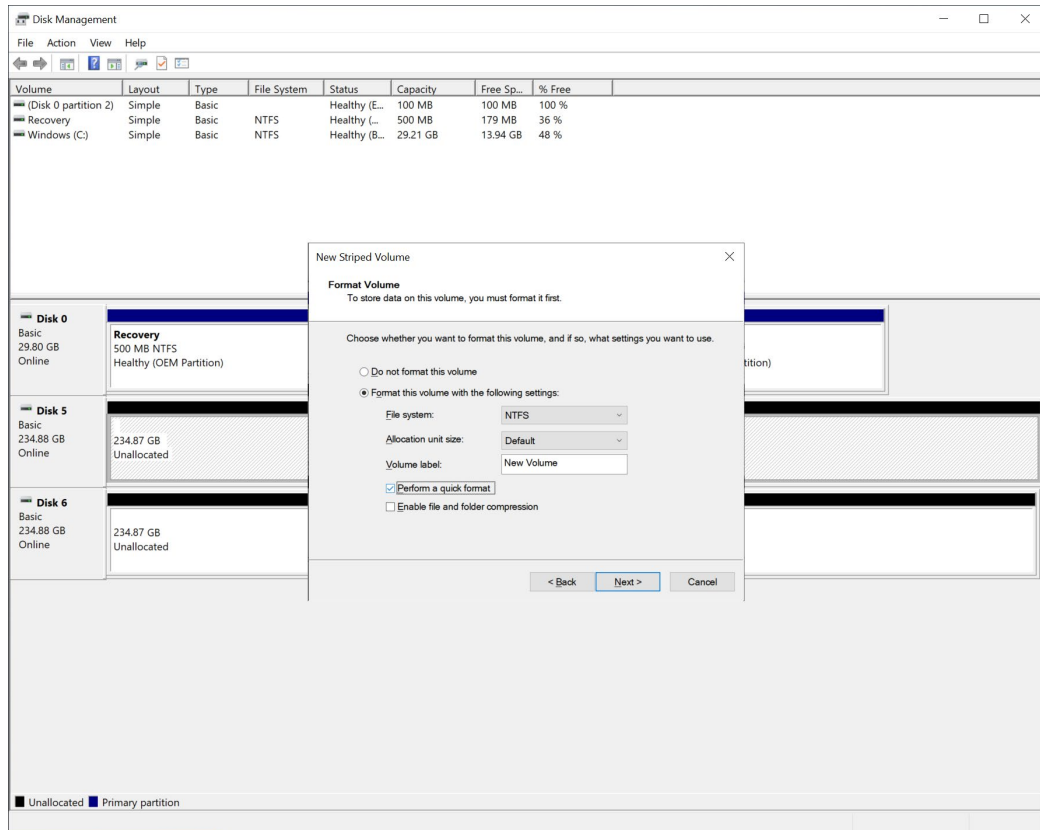 Disk Management
File Action View Help
Volume Layout Type File System Status Capacity Free Sp... % Free
(Disk 0 partition 2) Simple Basic Healthy (E... 100 MB 100 MB 100 %
Recovery Simple Basic NTFS Healthy (... 500 MB 179 MB 36 %
Windows (C:) Simple Basic NTFS Healthy (B... 29.21 GB 13.94 GB 48 %
New Striped Volume
Format Volume
To store data on this volume, you must format it first.
Choose whether you want to format this volume, and if so, what settings you want to use.
Do not format this volume
Format this volume with the following settings:
File system: NTFS
Allocation unit size: Default
Volume label: New Volume
Perform a quick format
Enable file and folder compression
< Back Next > Cancel
Disk 0
Basic
29.80 GB
Online
Recovery
500 MB NTFS
Healthy (OEM Partition)
tition)
Disk 5
Basic
234.88 GB
Online
234.87 GB
Unallocated
Disk 6
Basic
234.88 GB
Online
234.87 GB
Unallocated
Unallocated Primary partition